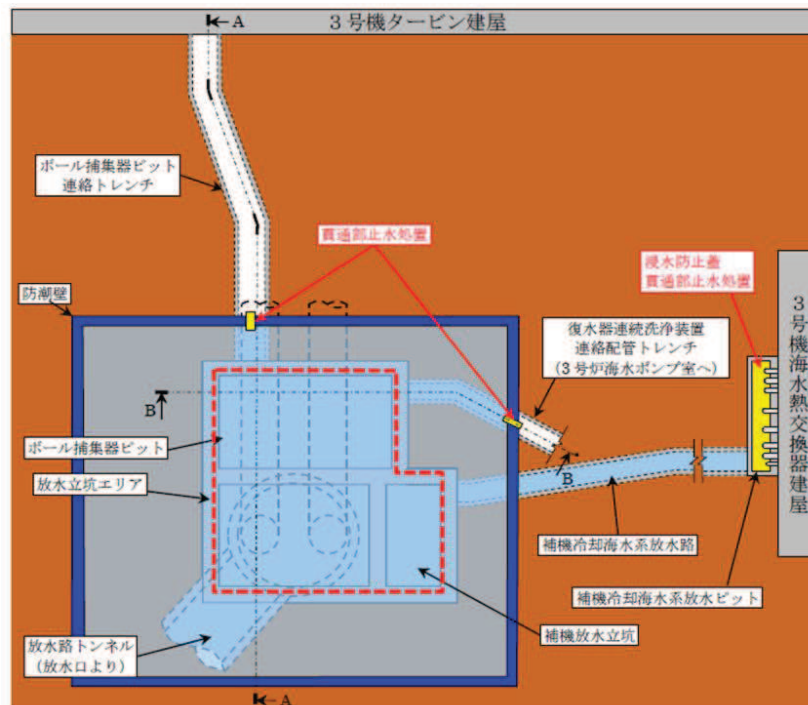 A
3号機タービン建屋
ボール捕集器ピット
連絡トレンチ
貫通部止水処置
浸水防止蓋
貫通部止水処置
防潮壁
復水器連続洗浄装置
連絡配管トレンチ
(3号炉海水ポンプ室へ)
3号機海水熱交換器建屋
B
ボール捕集器ピット
B
放水立坑エリア
補機冷却海水系放水路
補機冷却海水系放水ピット
補機放水立坑
放水路トンネル
(放水口より)
A